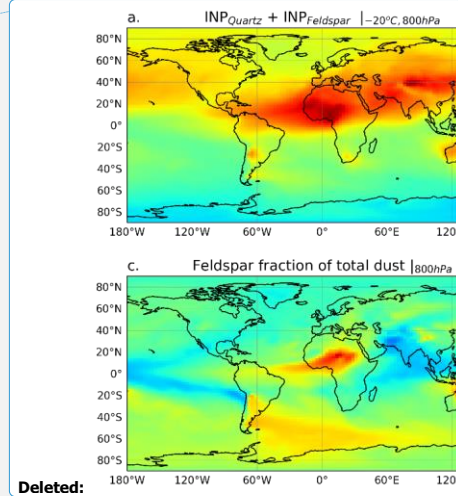 a. INP_Quartz + INP_Feldspar |_−20°C, 800hPa
80°N
60°N
40°N
20°N
0°
20°S
40°S
60°S
80°S
180°W 120°W 60°W 0° 60°E 120
c. Feldspar fraction of total dust |_800hPa
80°N
60°N
40°N
20°N
0°
20°S
40°S
60°S
80°S
180°W 120°W 60°W 0° 60°E 120
Deleted: